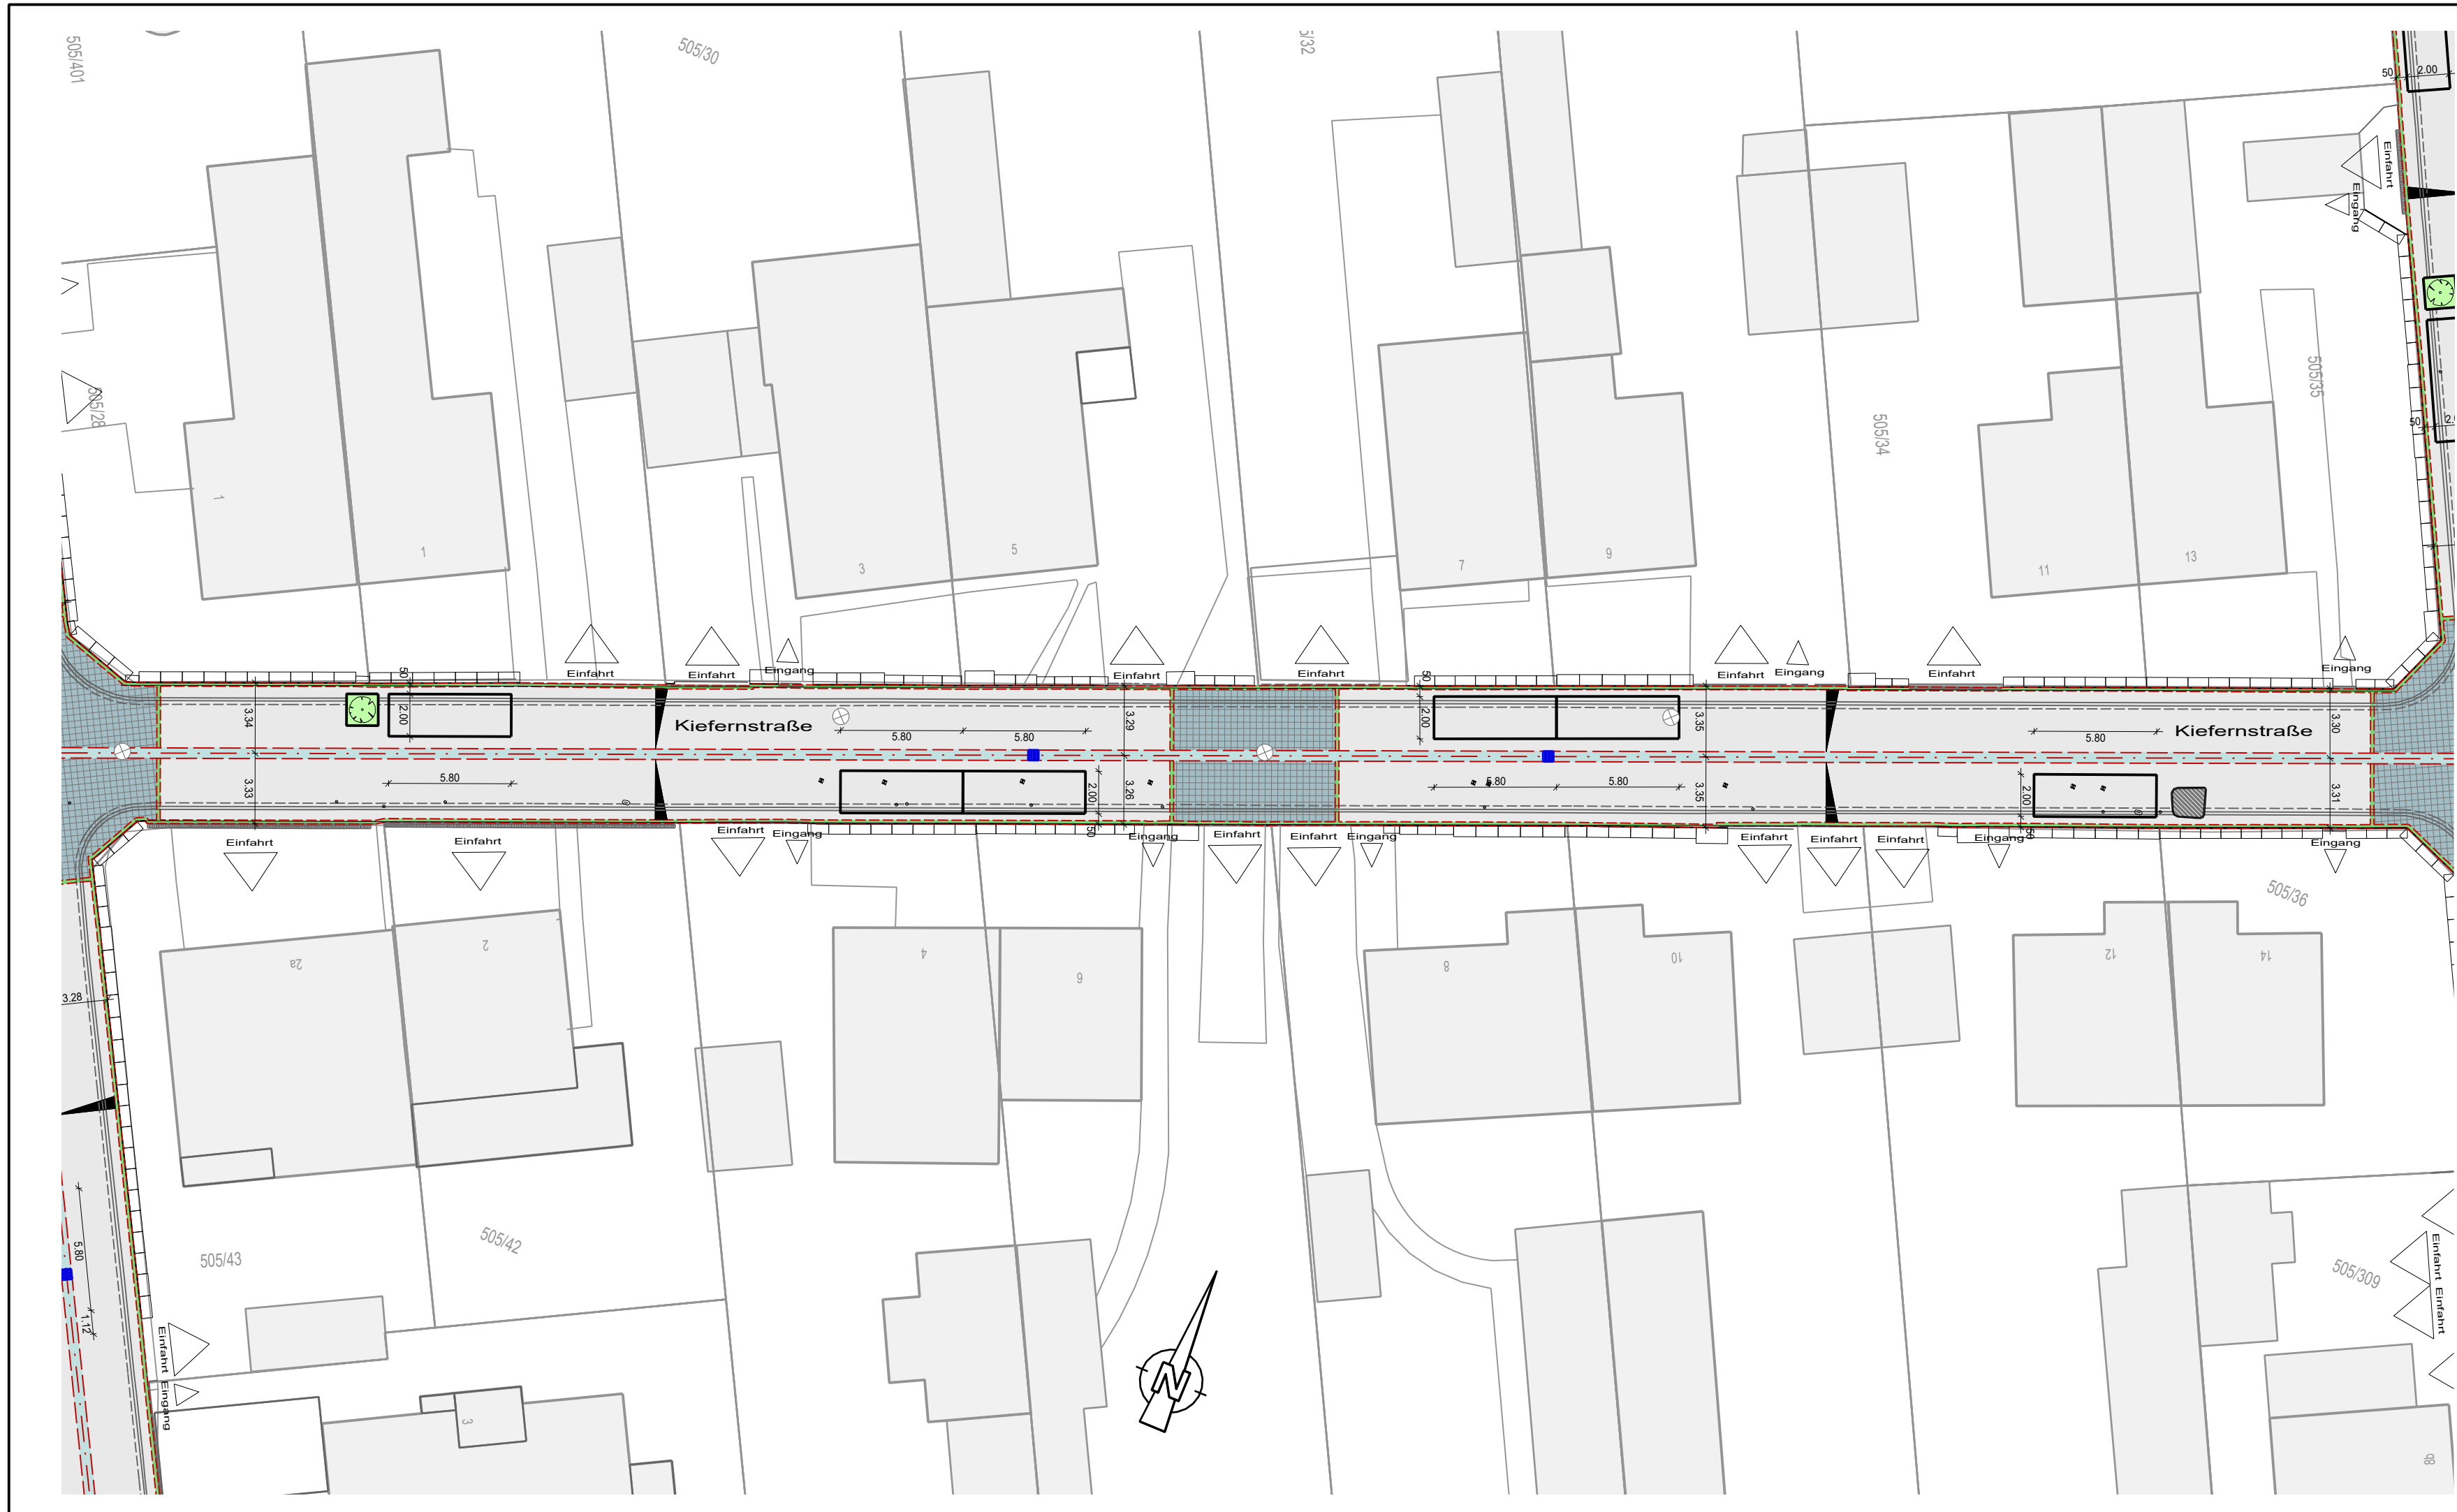 505/401
505/30
5/32
50
2.00
Einfahrt
Eingang
505/28
505/34
505/35
50
2.0
1
1
3
5
7
9
11
13
Einfahrt
Einfahrt
Eingang
Einfahrt
Einfahrt
Einfahrt
Eingang
Einfahrt
Eingang
50
2.00
3.34
Kiefernstraße
5.80
5.80
3.29
50
2.00
3.35
5.80
Kiefernstraße
3.30
3.33
5.80
2.00
3.26
50
5.80
5.80
3.35
2.00
50
3.31
Einfahrt
Einfahrt
Einfahrt
Eingang
Eingang
Einfahrt
Einfahrt
Eingang
Einfahrt
Einfahrt
Einfahrt
Eingang
Eingang
505/36
2a
2
4
6
8
10
12
14
3.28
5.80
1.12
505/43
505/42
505/309
Einfahrt
Einfahrt
Einfahrt
Eingang
N
3